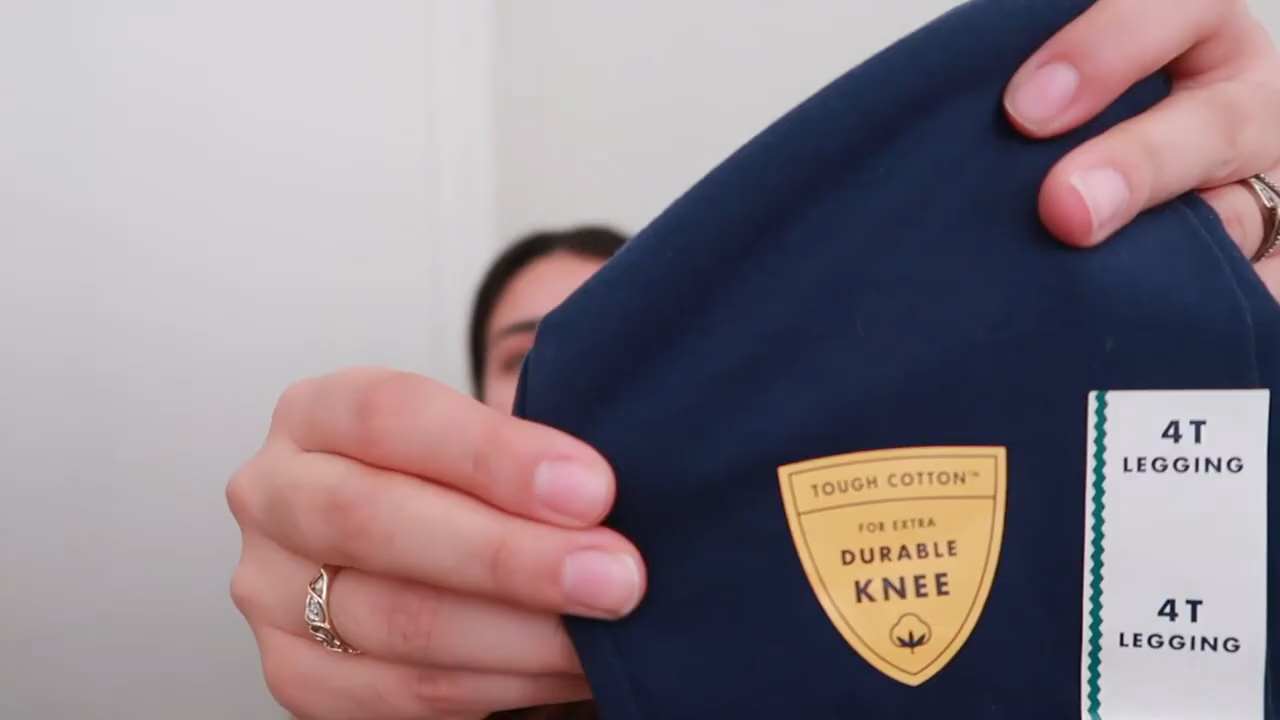 TOUGH COTTON™
FOR EXTRA
DURABLE
KNEE
4T
LEGGING
4T
LEGGING